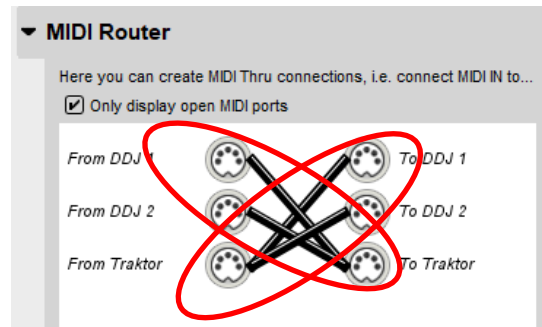 MIDI Router
Here you can create MIDI Thru connections, i.e. connect MIDI IN to...
Only display open MIDI ports
From DDJ 1 To DDJ 1
From DDJ 2 To DDJ 2
From Traktor To Traktor